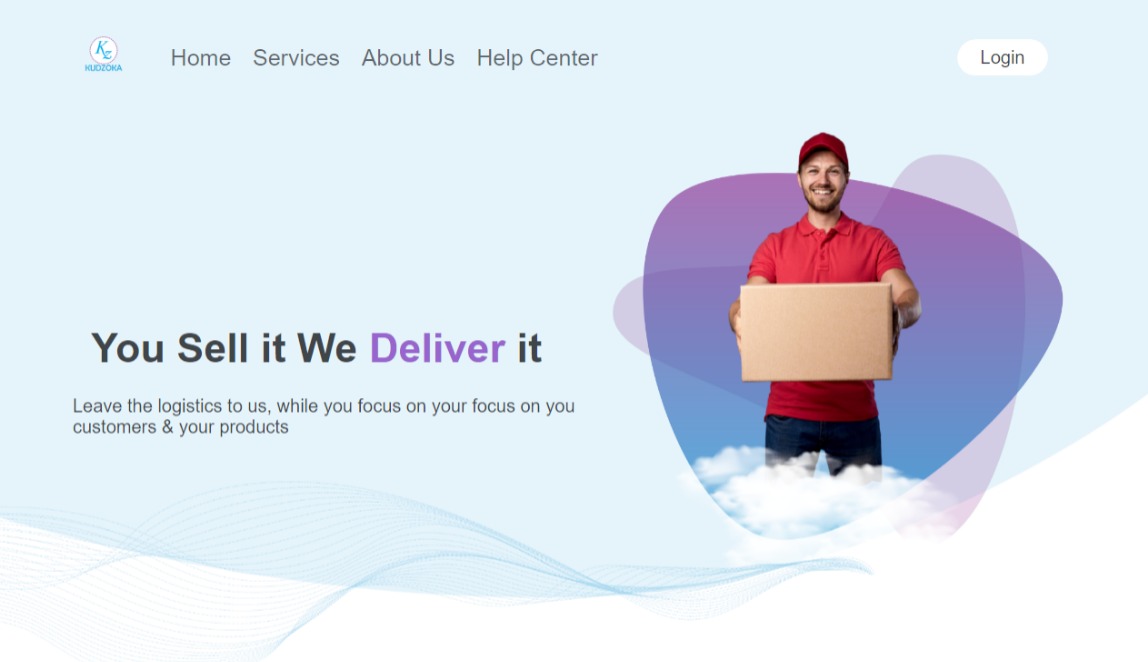 Kz
KUDZOKA
Home Services About Us Help Center
Login
You Sell it We Deliver it
Leave the logistics to us, while you focus on your focus on you
customers & your products